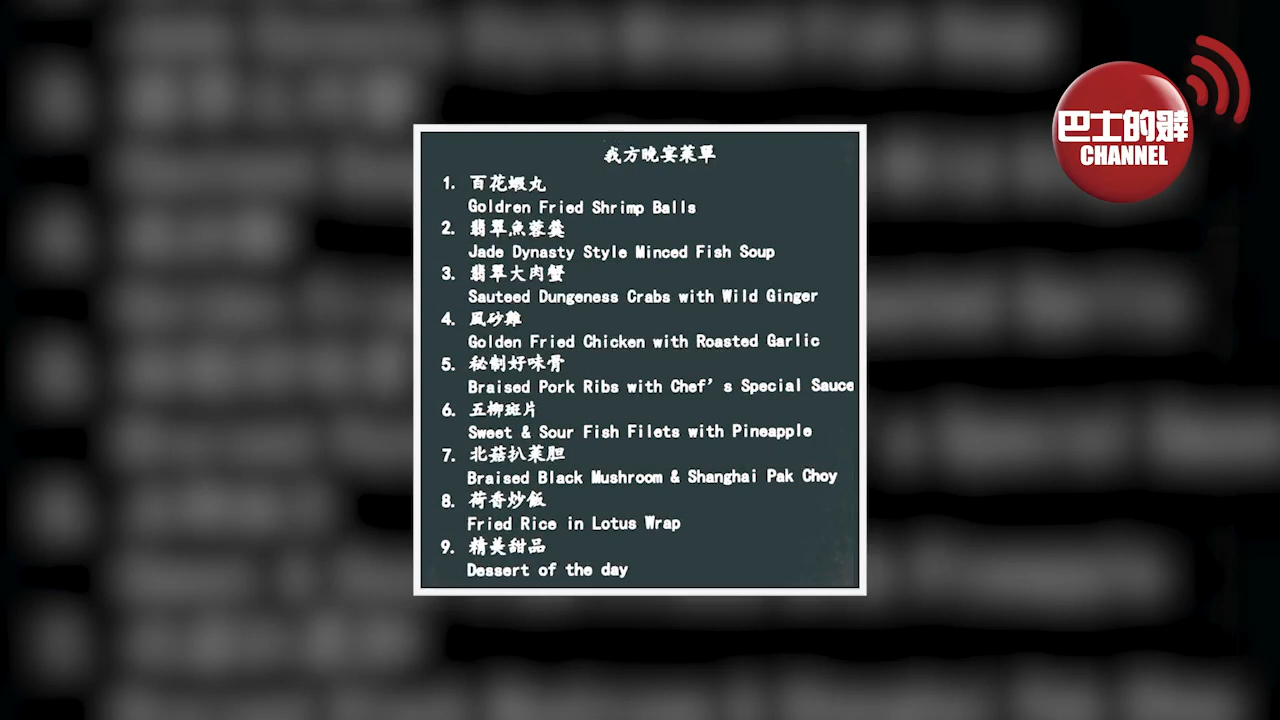 巴士的報
CHANNEL
我方晚宴菜單
1. 百花蝦丸
Goldren Fried Shrimp Balls
2. 翡翠魚蓉羹
Jade Dynasty Style Minced Fish Soup
3. 翡翠大肉蟹
Sauteed Dungeness Crabs with Wild Ginger
4. 風砂雞
Golden Fried Chicken with Roasted Garlic
5. 秘制好味骨
Braised Pork Ribs with Chef's Special Sauce
6. 五柳斑片
Sweet & Sour Fish Filets with Pineapple
7. 北菇扒菜胆
Braised Black Mushroom & Shanghai Pak Choy
8. 荷香炒飯
Fried Rice in Lotus Wrap
9. 精美甜品
Dessert of the day